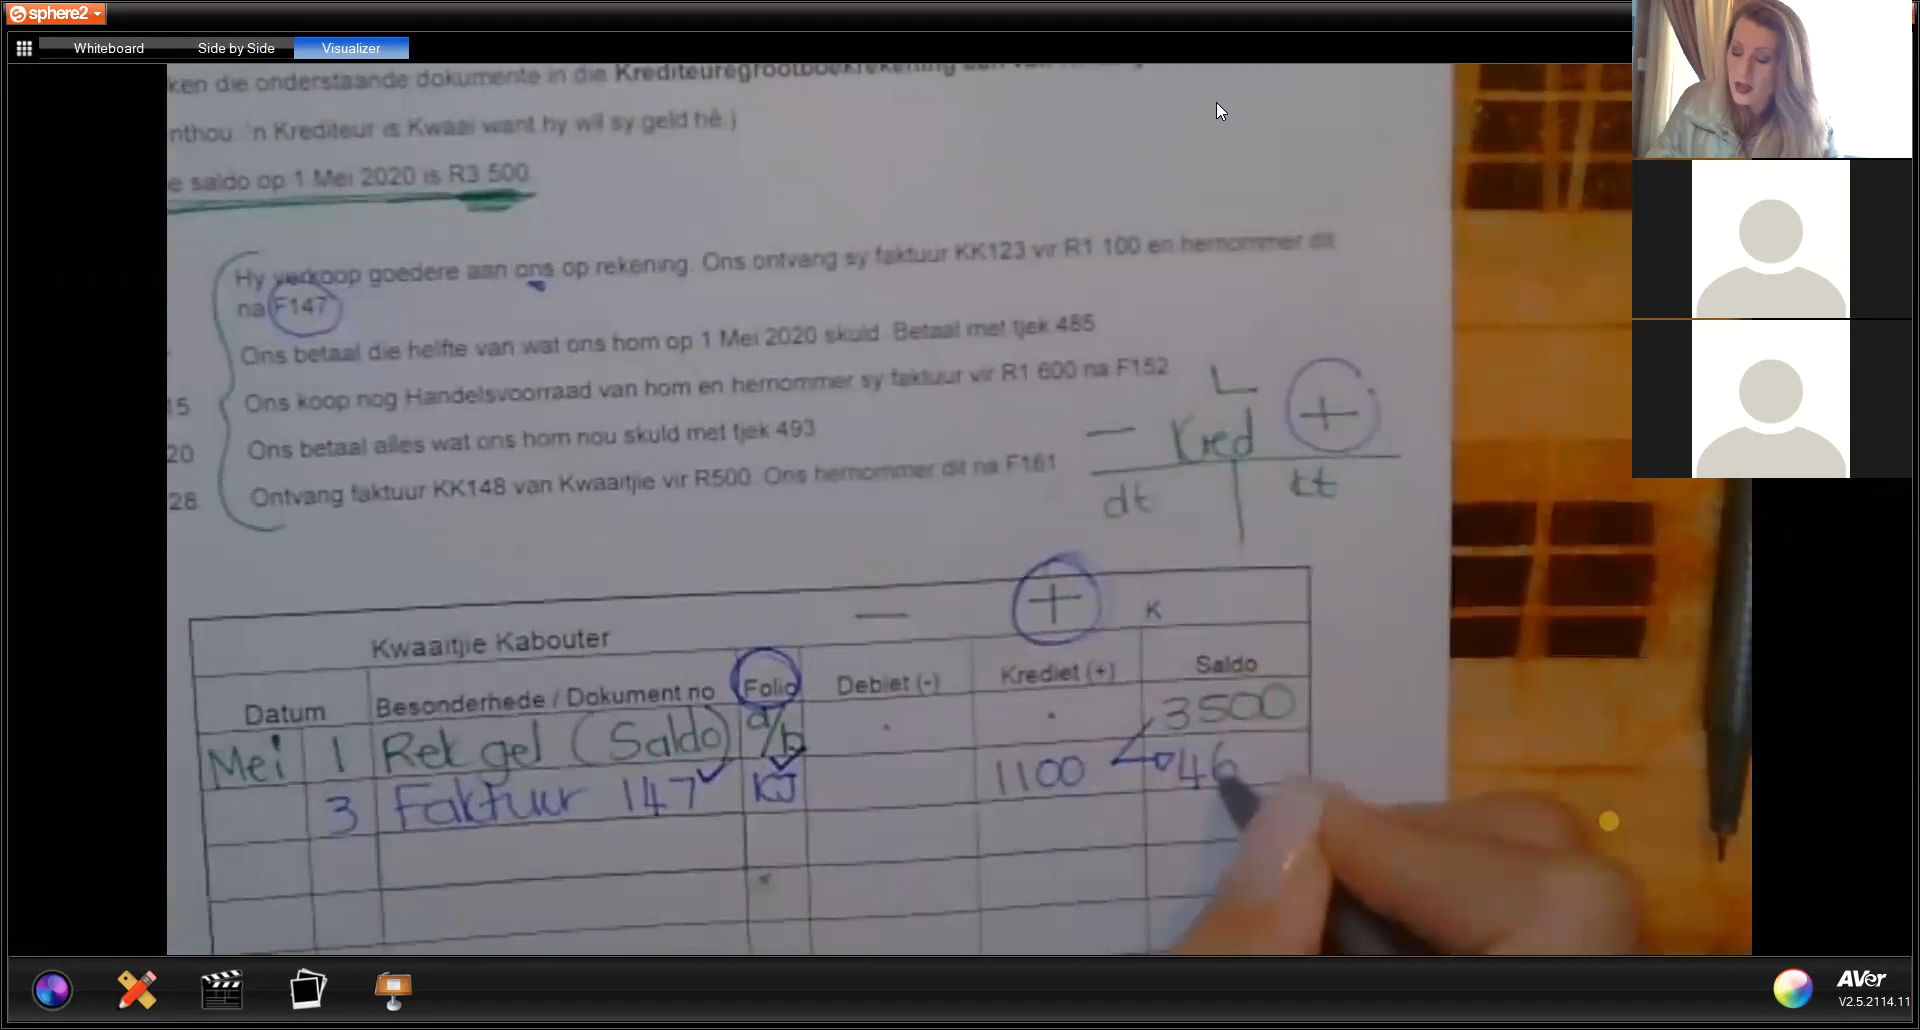 sphere2
Whiteboard
Side by Side
Visualizer
ken die onderstaande dokumente in die Krediteuregrootboekrekening aan van
nthou. 'n Krediteur is Kwaai want hy wil sy geld hê.)
e saldo op 1 Mei 2020 is R3 500
Hy verkoop goedere aan ons op rekening. Ons ontvang sy faktuur KK123 vir R1 100 en hernommer dit
na F147
Ons betaal die helfte van wat ons hom op 1 Mei 2020 skuld. Betaal met tjek 485
15 Ons koop nog Handelsvoorraad van hom en hernommer sy faktuur vir R1 600 na F152
20 Ons betaal alles wat ons hom nou skuld met tjek 493
28 Ontvang faktuur KK148 van Kwaaitjie vir R500. Ons hernommer dit na F161
L
− Kred +
dt kt
− +
Kwaaitjie Kabouter K
Datum Besonderhede / Dokument no Folio Debiet (-) Krediet (+) Saldo
Mei 1 Rek gel (Saldo) a/b 3500
3 Faktuur 147 KJ 1100 46
AVer
V2.5.2114.11